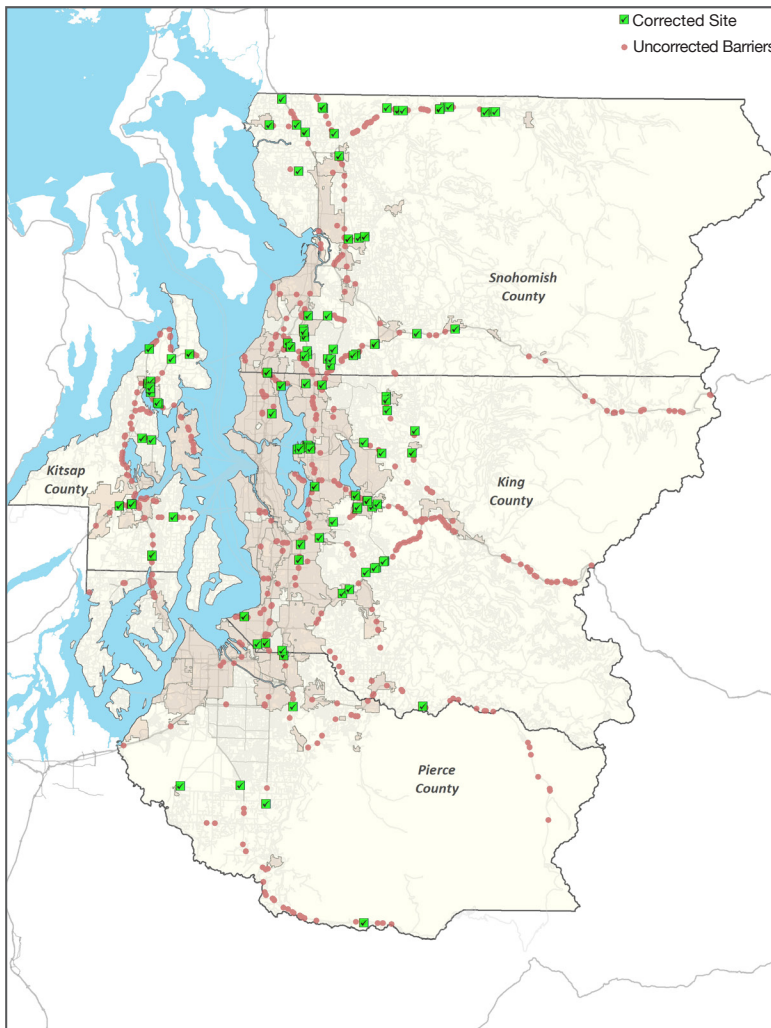 Corrected Site
Uncorrected Barriers
Snohomish
County
Kitsap
County
King
County
Pierce
County